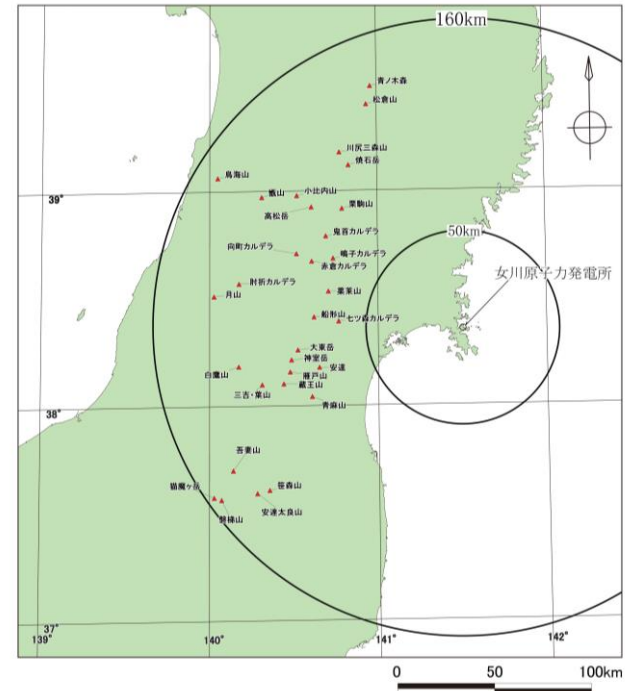 160km
青ノ木森
松倉山
川尻三森山
焼石岳
鳥海山
小比内山
甑山
39°
高松岳
栗駒山
50km
鬼首カルデラ
向町カルデラ
鳴子カルデラ
赤倉カルデラ
女川原子力発電所
肘折カルデラ
薬莱山
月山
船形山
七ツ森カルデラ
大東岳
神室岳
安達
白鷹山
雁戸山
三吉・葉山
蔵王山
38°
青麻山
吾妻山
猫魔ヶ岳
笹森山
磐梯山
安達太良山
37°
139°
140°
141°
142°
0 50 100km